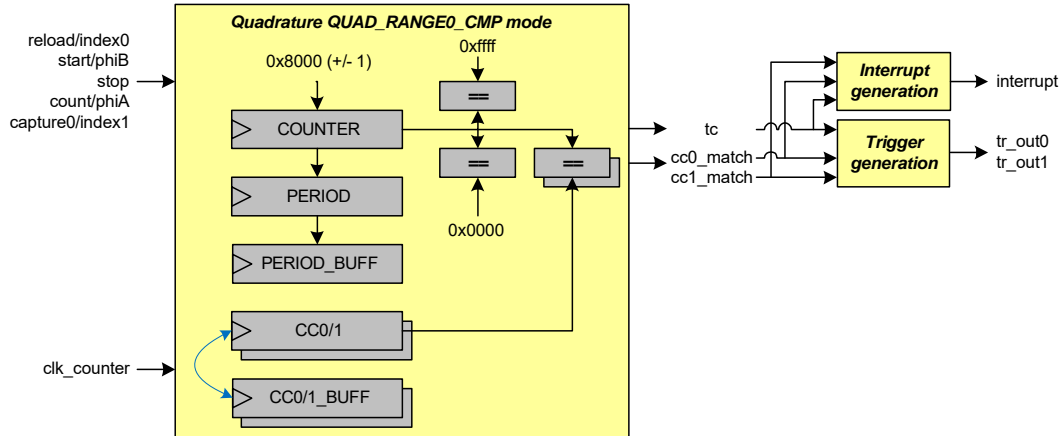 Quadrature QUAD_RANGE0_CMP mode
reload/index0
start/phiB
stop
count/phiA
capture0/index1
clk_counter
0x8000 (+/- 1)
COUNTER
PERIOD
PERIOD_BUFF
CC0/1
CC0/1_BUFF
0xffff
==
==
0x0000
==
tc
cc0_match
cc1_match
Interrupt
generation
interrupt
Trigger
generation
tr_out0
tr_out1